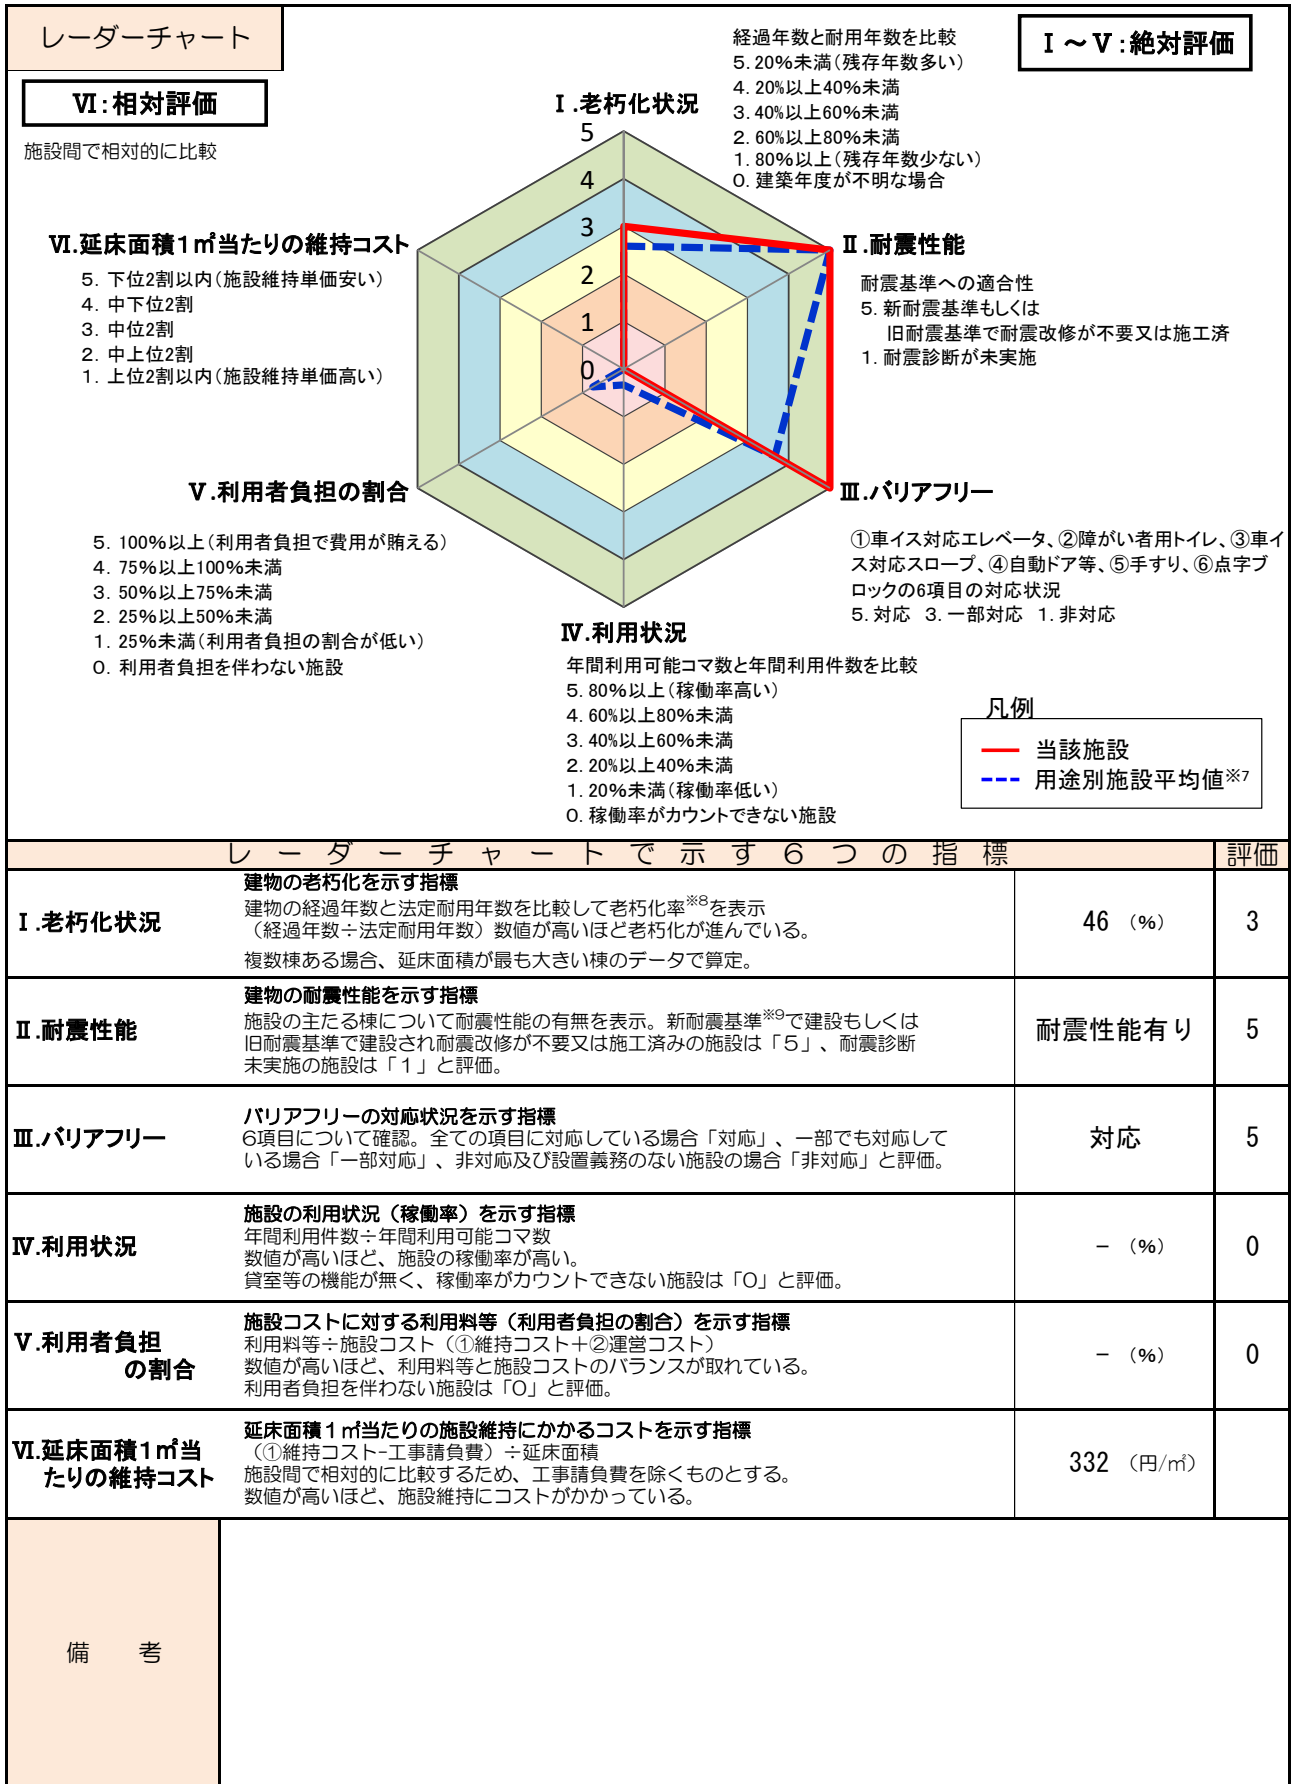 レーダーチャート
Ⅰ～Ⅴ:絶対評価
Ⅵ:相対評価
施設間で相対的に比較
Ⅰ.老朽化状況
経過年数と耐用年数を比較
5.20%未満(残存年数多い)
4.20%以上40%未満
3.40%以上60%未満
2.60%以上80%未満
1.80%以上(残存年数少ない)
0.建築年度が不明な場合
5
4
3
2
1
0
Ⅱ.耐震性能
耐震基準への適合性
5.新耐震基準もしくは
旧耐震基準で耐震改修が不要又は施工済
1.耐震診断が未実施
Ⅵ.延床面積1㎡当たりの維持コスト
5.下位2割以内(施設維持単価安い)
4.中下位2割
3.中位2割
2.中上位2割
1.上位2割以内(施設維持単価高い)
Ⅲ.バリアフリー
①車イス対応エレベータ、②障がい者用トイレ、③車イ
ス対応スロープ、④自動ドア等、⑤手すり、⑥点字ブ
ロックの6項目の対応状況
5.対応 3.一部対応 1.非対応
Ⅴ.利用者負担の割合
5.100%以上(利用者負担で費用が賄える)
4.75%以上100%未満
3.50%以上75%未満
2.25%以上50%未満
1.25%未満(利用者負担の割合が低い)
0.利用者負担を伴わない施設
Ⅳ.利用状況
年間利用可能コマ数と年間利用件数を比較
5.80%以上(稼働率高い)
4.60%以上80%未満
3.40%以上60%未満
2.20%以上40%未満
1.20%未満(稼働率低い)
0.稼働率がカウントできない施設
凡例
当該施設
用途別施設平均値※7
レーダーチャートで示す6つの指標 評価
Ⅰ.老朽化状況
建物の老朽化を示す指標
建物の経過年数と法定耐用年数を比較して老朽化率※8を表示
(経過年数÷法定耐用年数)数値が高いほど老朽化が進んでいる。
複数棟ある場合、延床面積が最も大きい棟のデータで算定。
46 (%) 3
Ⅱ.耐震性能
建物の耐震性能を示す指標
施設の主たる棟について耐震性能の有無を表示。新耐震基準※9で建設もしくは
旧耐震基準で建設され耐震改修が不要又は施工済みの施設は「5」、耐震診断
未実施の施設は「1」と評価。
耐震性能有り 5
Ⅲ.バリアフリー
バリアフリーの対応状況を示す指標
6項目について確認。全ての項目に対応している場合「対応」、一部でも対応して
いる場合「一部対応」、非対応及び設置義務のない施設の場合「非対応」と評価。
対応 5
Ⅳ.利用状況
施設の利用状況(稼働率)を示す指標
年間利用件数÷年間利用可能コマ数
数値が高いほど、施設の稼働率が高い。
貸室等の機能が無く、稼働率がカウントできない施設は「0」と評価。
- (%) 0
Ⅴ.利用者負担
の割合
施設コストに対する利用料等(利用者負担の割合)を示す指標
利用料等÷施設コスト(①維持コスト+②運営コスト)
数値が高いほど、利用料等と施設コストのバランスが取れている。
利用者負担を伴わない施設は「0」と評価。
- (%) 0
Ⅵ.延床面積1㎡当
たりの維持コスト
延床面積1㎡当たりの施設維持にかかるコストを示す指標
(①維持コスト-工事請負費)÷延床面積
施設間で相対的に比較するため、工事請負費を除くものとする。
数値が高いほど、施設維持にコストがかかっている。
332 (円/㎡)
備 考